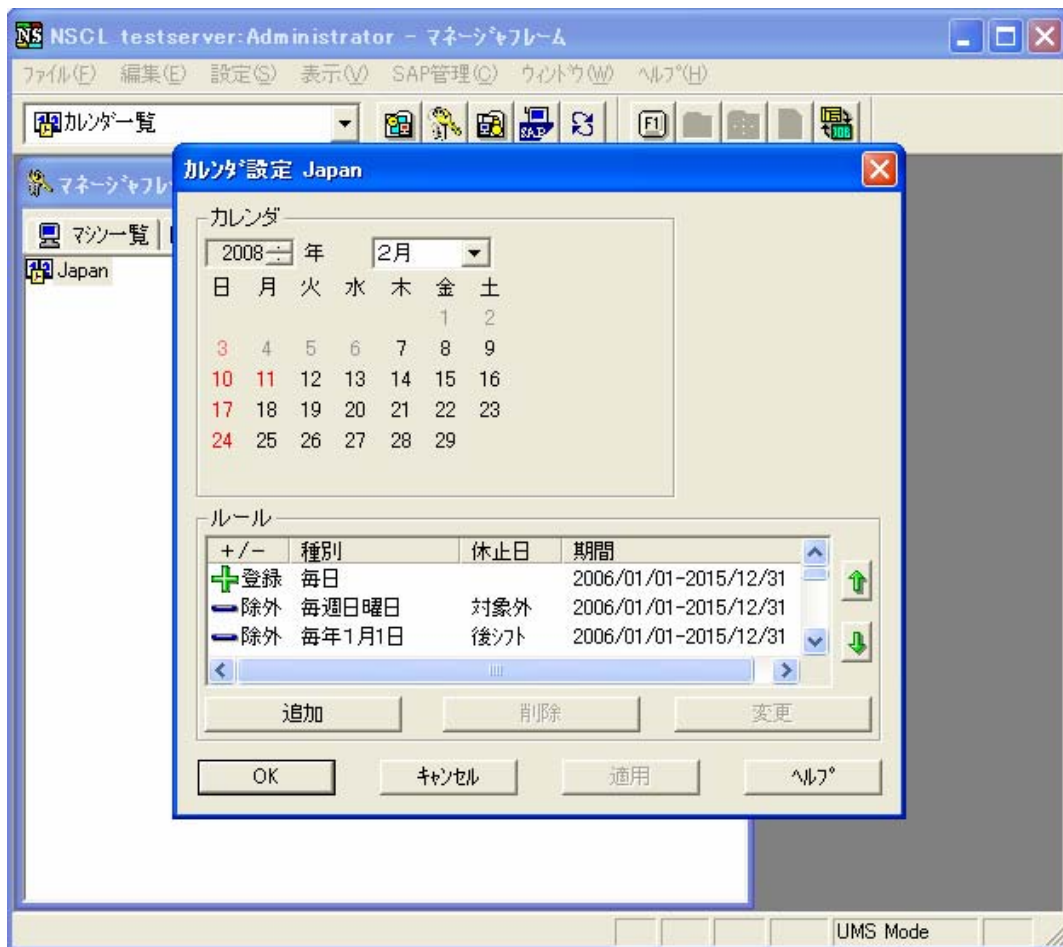 NS NSCL testserver:Administrator - マネージャフレーム
ファイル(F) 編集(E) 設定(S) 表示(V) SAP管理(C) ウィンドウ(W) ヘルプ(H)
カレンダ一覧 SAP F1 JOB
マネージャフレ
マシン一覧
Japan
カレンダ設定 Japan
カレンダ
2008 年 2月
日 月 火 水 木 金 土
1 2
3 4 5 6 7 8 9
10 11 12 13 14 15 16
17 18 19 20 21 22 23
24 25 26 27 28 29
ルール
+/- 種別 休止日 期間
登録 毎日 2006/01/01-2015/12/31
除外 毎週日曜日 対象外 2006/01/01-2015/12/31
除外 毎年1月1日 後シフト 2006/01/01-2015/12/31
追加 削除 変更
OK キャンセル 適用 ヘルプ
UMS Mode